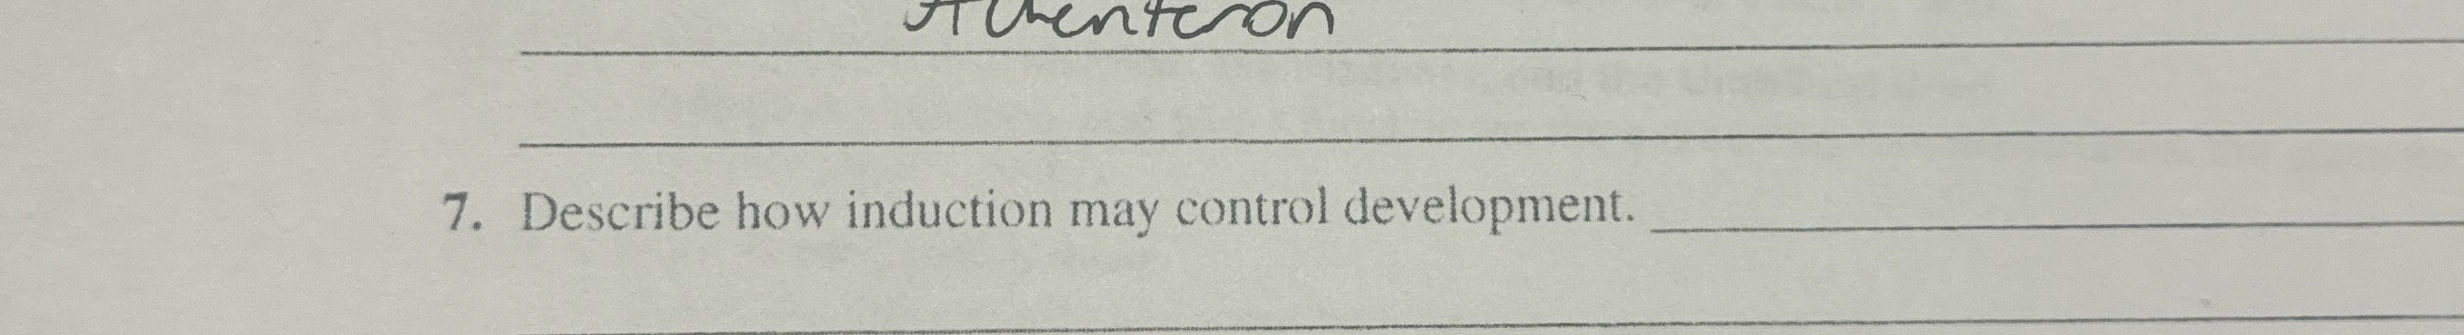 Archenteron
7. Describe how induction may control development.